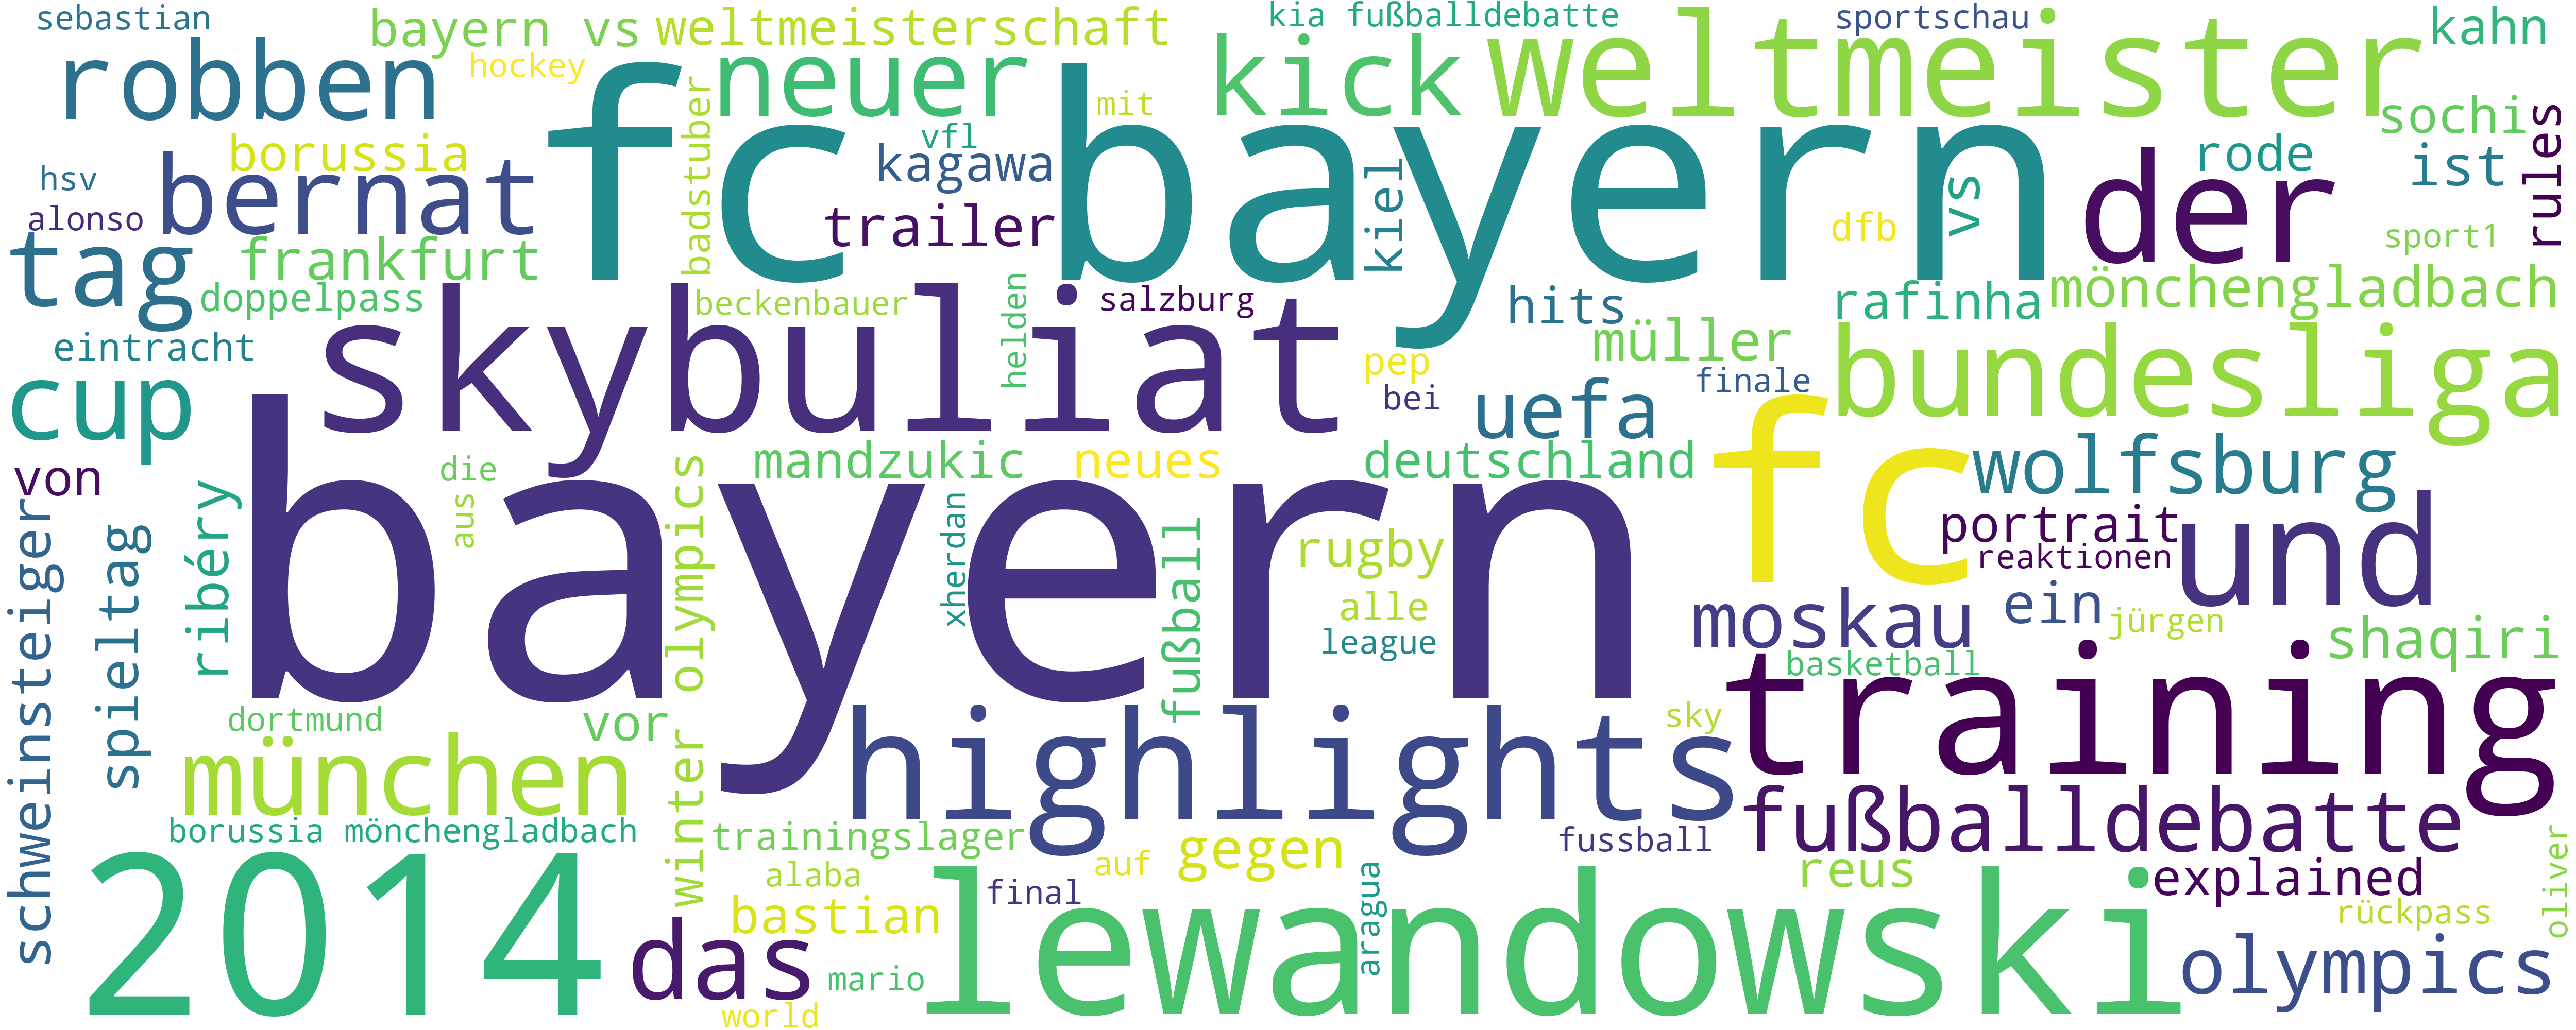 sebastian
bayern vs
weltmeisterschaft
kia fußballdebatte
sportschau
kahn
robben
hockey
neuer
kick
weltmeister
sochi
rules
borussia
badstuber
mit
vfl
kagawa
fc bayern
kiel
vs
der
rode
ist
hsv
alonso
bernat
trailer
dfb
sport1
tag
frankfurt
doppelpass
beckenbauer
helden
salzburg
hits
rafinha
mönchengladbach
eintracht
skybuliat
müller
pep
bei
finale
bundesliga
cup
uefa
fc
wolfsburg
von
die
aus
mandzukic
neues
deutschland
schweinsteiger
spieltag
ribéry
bayern
winter olympics
xherdan
fußball
rugby
alle
league
portrait
reaktionen
und
moskau
ein
jürgen
shaqiri
basketball
dortmund
vor
sky
training
münchen
highlights
borussia mönchengladbach
trainingslager
auf
gegen
fussball
fußballdebatte
2014
alaba
final
aragua
reus
explained
oliver
bastian
das
lewandowski
rückpass
olympics
mario
world